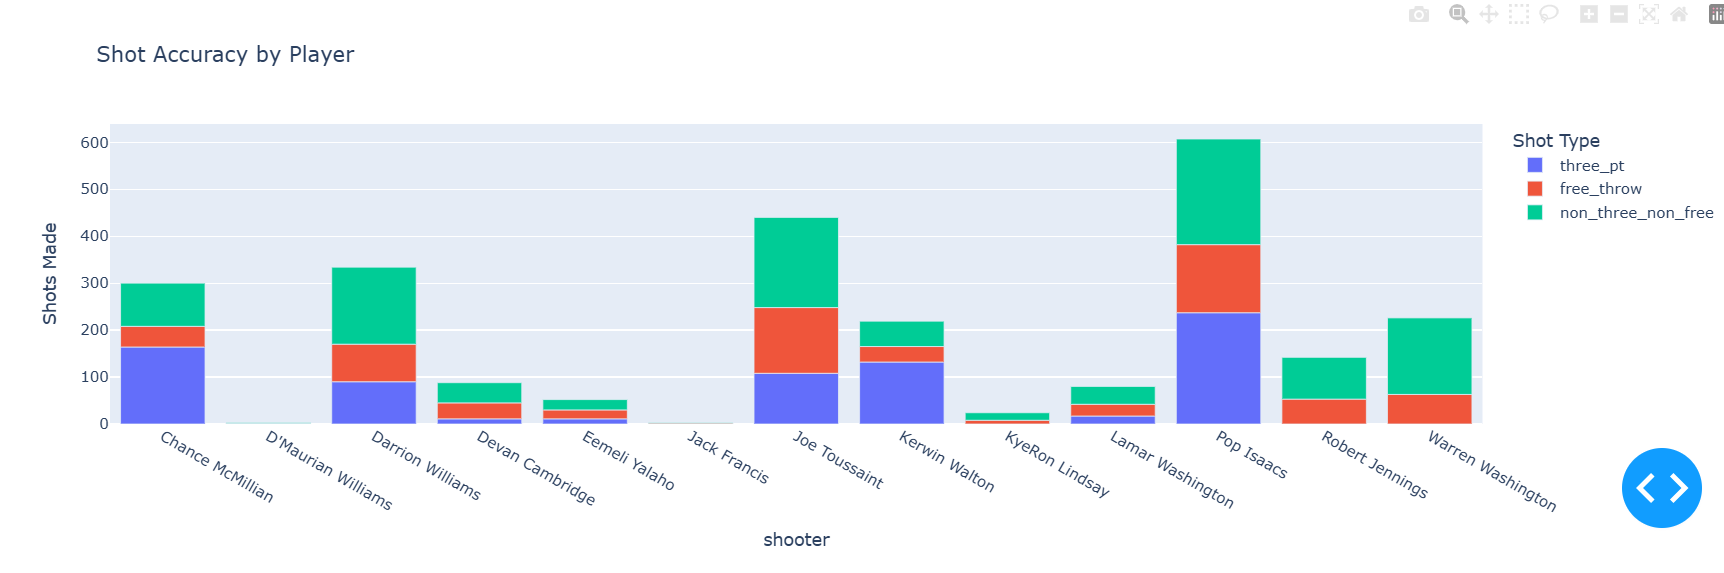 Shot Accuracy by Player
Shots Made
600
500
400
300
200
100
0
Chance McMillian
D'Maurian Williams
Darrion Williams
Devan Cambridge
Eemeli Yalaho
Jack Francis
Joe Toussaint
Kerwin Walton
KyeRon Lindsay
Lamar Washington
Pop Isaacs
Robert Jennings
Warren Washington
shooter
Shot Type
three_pt
free_throw
non_three_non_free